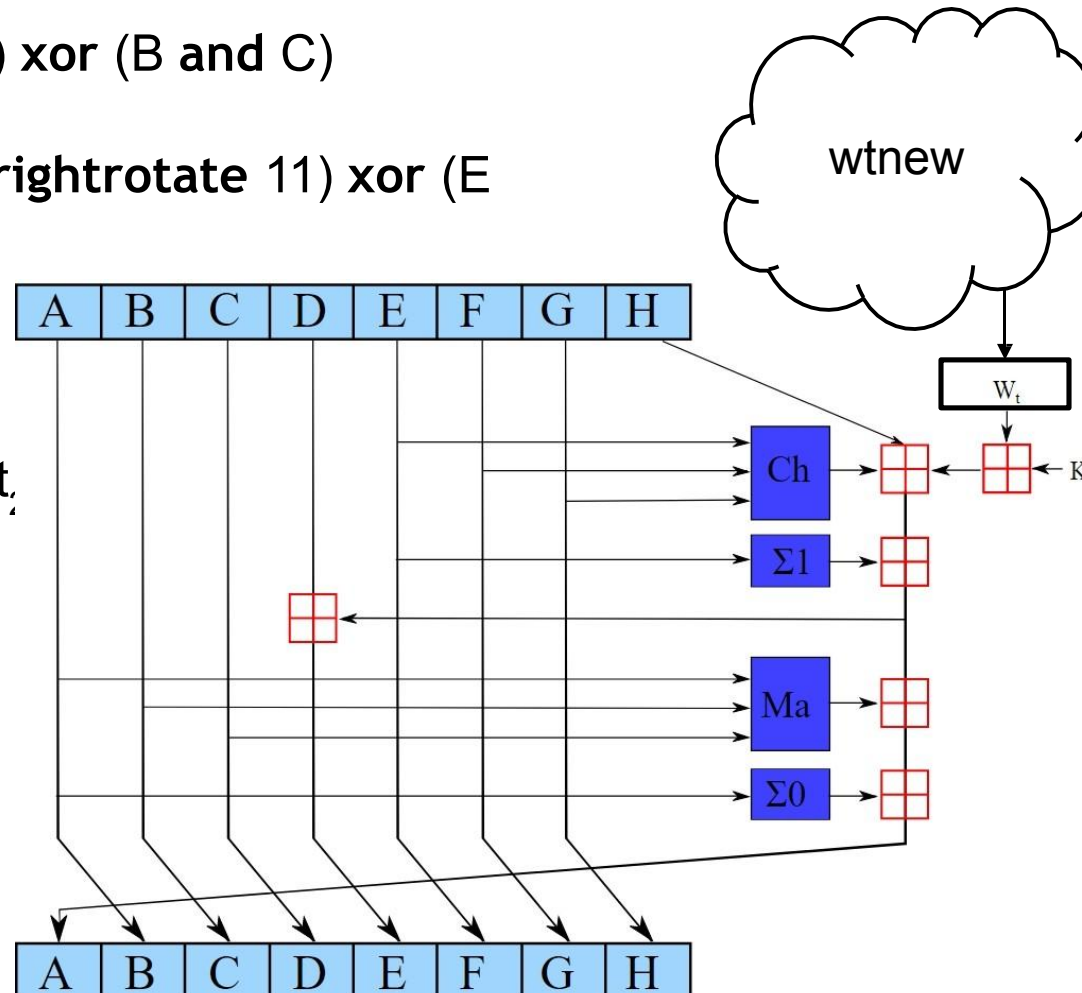 ) xor (B and C)
rightrotate 11) xor (E
wtnew
A B C D E F G H
Wt
Ch
K
Σ1
Ma
Σ0
A B C D E F G H